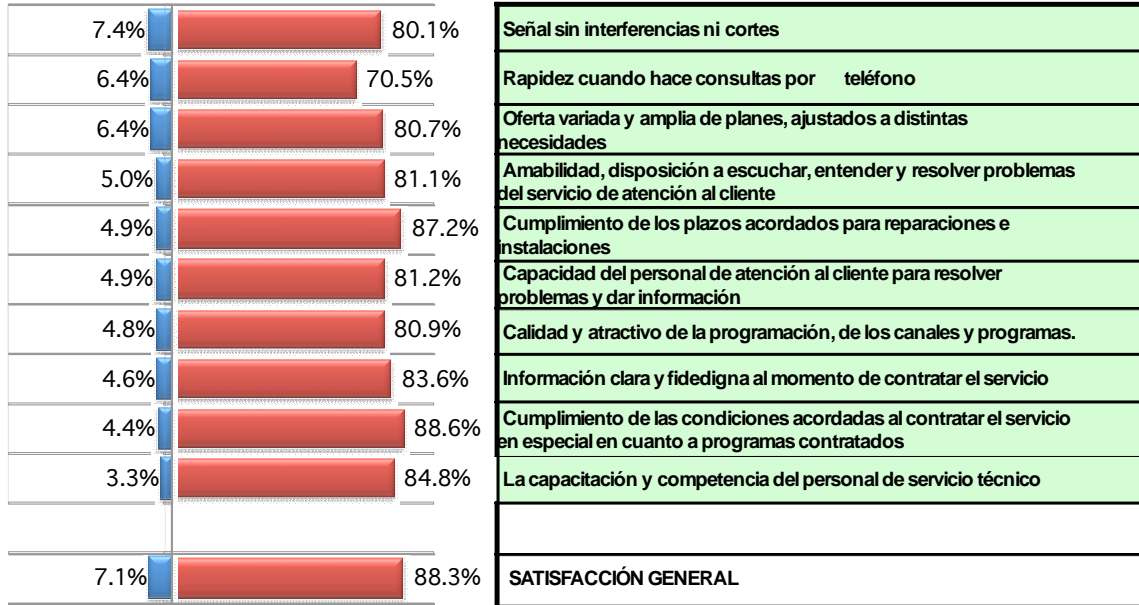 7.4% 80.1% Señal sin interferencias ni cortes
6.4% 70.5% Rapidez cuando hace consultas por teléfono
6.4% 80.7% Oferta variada y amplia de planes, ajustados a distintas
necesidades
5.0% 81.1% Amabilidad, disposición a escuchar, entender y resolver problemas
del servicio de atención al cliente
4.9% 87.2% Cumplimiento de los plazos acordados para reparaciones e
instalaciones
4.9% 81.2% Capacidad del personal de atención al cliente para resolver
problemas y dar información
4.8% 80.9% Calidad y atractivo de la programación, de los canales y programas.
4.6% 83.6% Información clara y fidedigna al momento de contratar el servicio
4.4% 88.6% Cumplimiento de las condiciones acordadas al contratar el servicio
en especial en cuanto a programas contratados
3.3% 84.8% La capacitación y competencia del personal de servicio técnico
7.1% 88.3% SATISFACCIÓN GENERAL